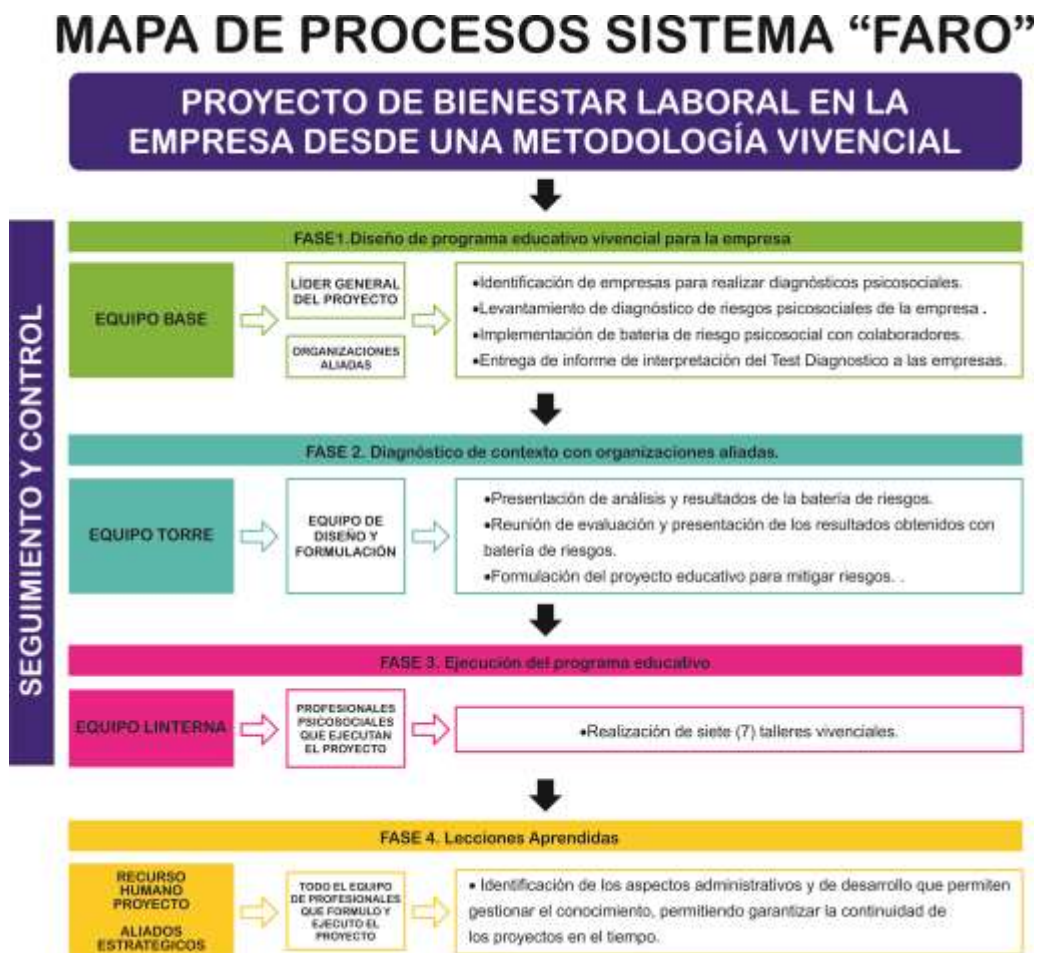 MAPA DE PROCESOS SISTEMA “FARO”
PROYECTO DE BIENESTAR LABORAL EN LA
EMPRESA DESDE UNA METODOLOGÍA VIVENCIAL
SEGUIMIENTO Y CONTROL
FASE1.Diseño de programa educativo vivencial para la empresa
EQUIPO BASE
LÍDER GENERAL
DEL PROYECTO
ORGANIZACIONES
ALIADAS
•Identificación de empresas para realizar diagnósticos psicosociales.
•Levantamiento de diagnóstico de riesgos psicosociales de la empresa .
•Implementación de batería de riesgo psicosocial con colaboradores.
•Entrega de informe de interpretación del Test Diagnostico a las empresas.
FASE 2. Diagnóstico de contexto con organizaciones aliadas.
EQUIPO TORRE
EQUIPO DE
DISEÑO Y
FORMULACIÓN
•Presentación de análisis y resultados de la batería de riesgos.
•Reunión de evaluación y presentación de los resultados obtenidos con
batería de riesgos.
•Formulación del proyecto educativo para mitigar riesgos. .
FASE 3. Ejecución del programa educativo
EQUIPO LINTERNA
PROFESIONALES
PSICOSOCIALES
QUE EJECUTAN
EL PROYECTO
•Realización de siete (7) talleres vivenciales.
FASE 4. Lecciones Aprendidas
RECURSO
HUMANO
PROYECTO
ALIADOS
ESTRATEGICOS
TODO EL EQUIPO
DE PROFESIONALES
QUE FORMULO Y
EJECUTO EL
PROYECTO
• Identificación de los aspectos administrativos y de desarrollo que permiten
gestionar el conocimiento, permitiendo garantizar la continuidad de
los proyectos en el tiempo.